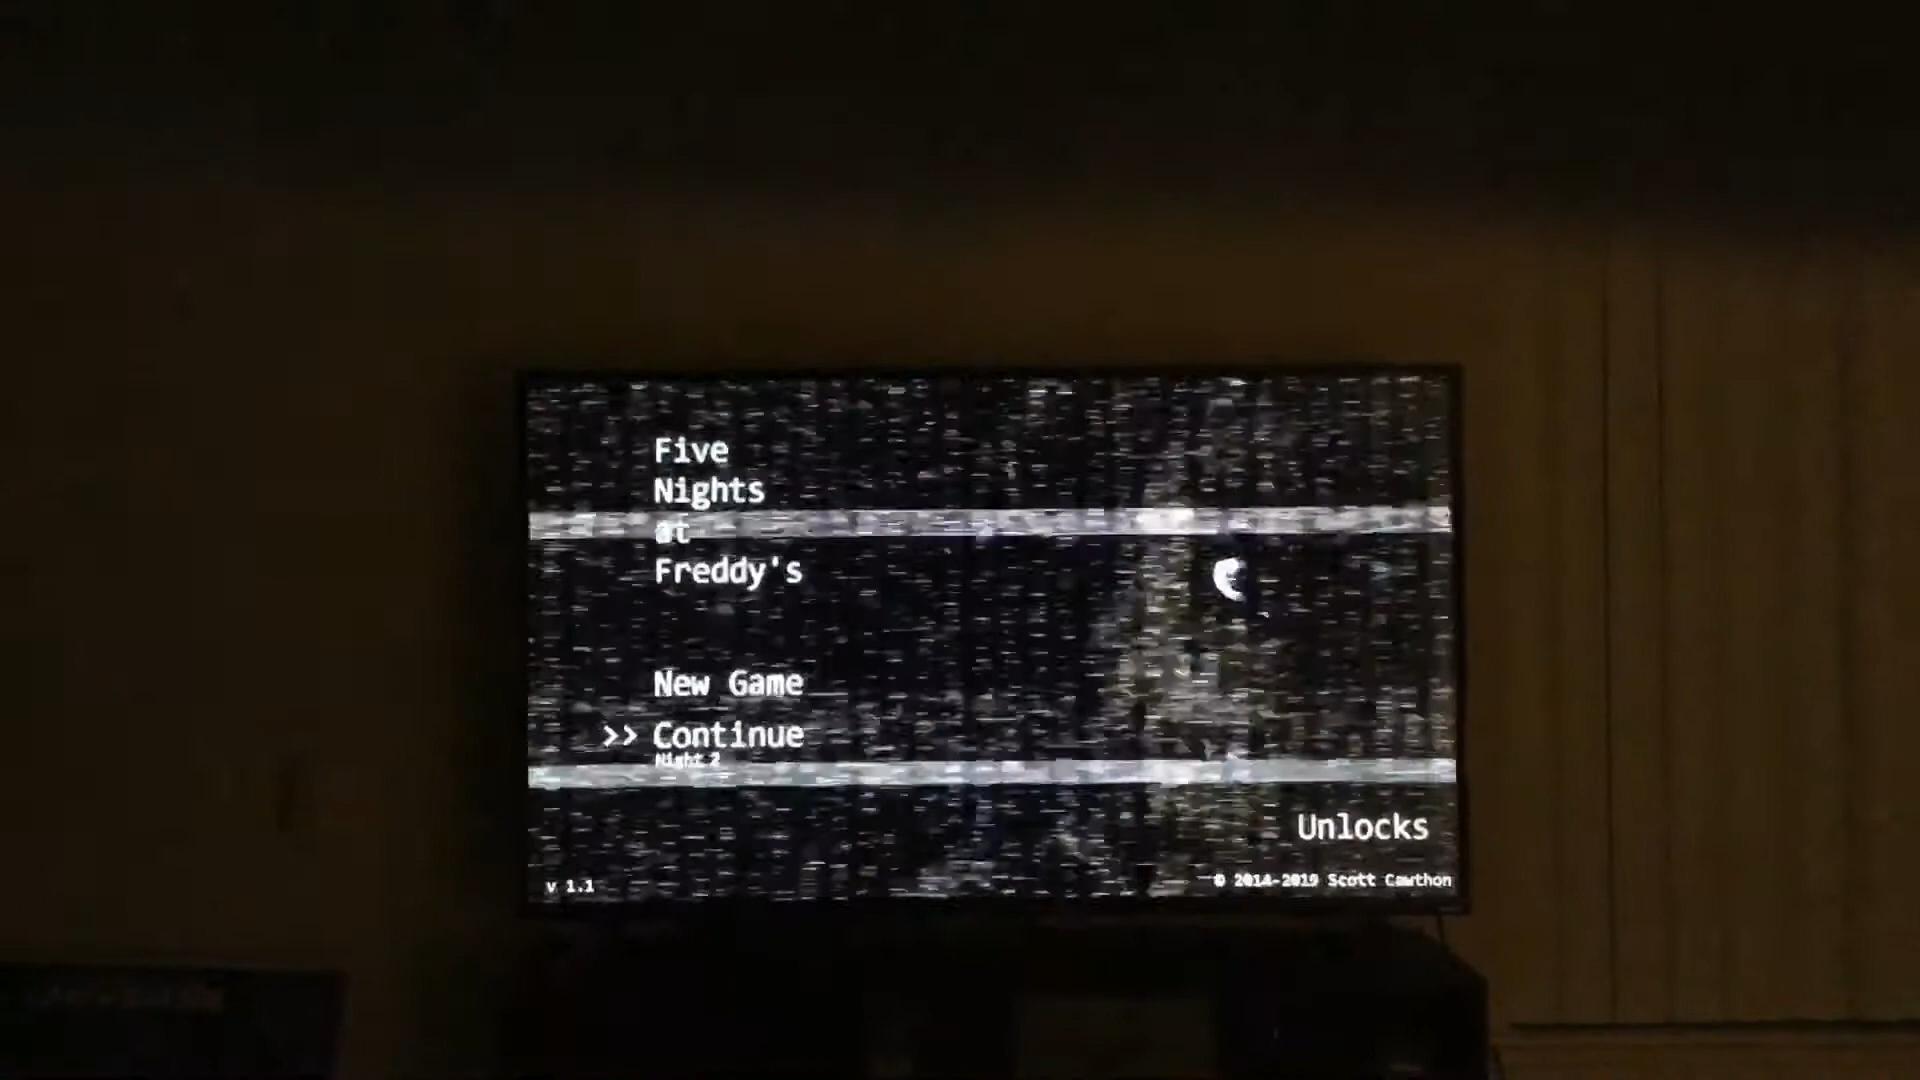 Five
Nights
at
Freddy's
New Game
>> Continue
Night 2
Unlocks
v 1.1
© 2014-2019 Scott Cawthon